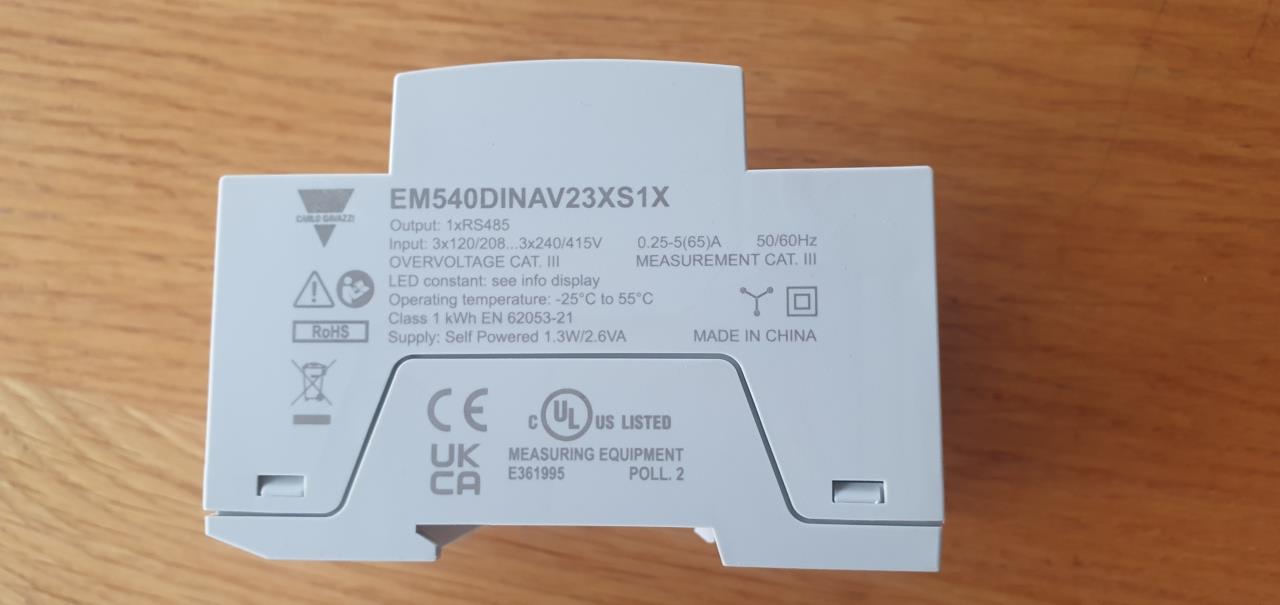 EM540DINAV23XS1X
CARLO GAVAZZI
Output: 1xRS485
Input: 3x120/208...3x240/415V 0.25-5(65)A 50/60Hz
OVERVOLTAGE CAT. III MEASUREMENT CAT. III
LED constant: see info display
Operating temperature: -25°C to 55°C
Class 1 kWh EN 62053-21
RoHS
Supply: Self Powered 1.3W/2.6VA MADE IN CHINA
CE
C UL US LISTED
UK
CA
MEASURING EQUIPMENT
E361995 POLL. 2